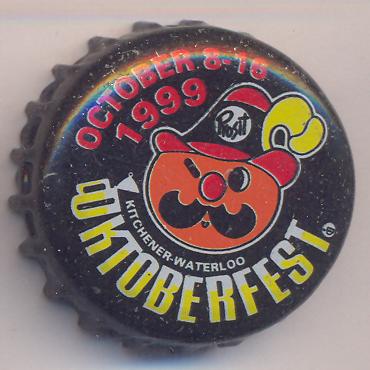 OCTOBER 8-16
1999
Prosit
KITCHENER-WATERLOO
OKTOBERFEST